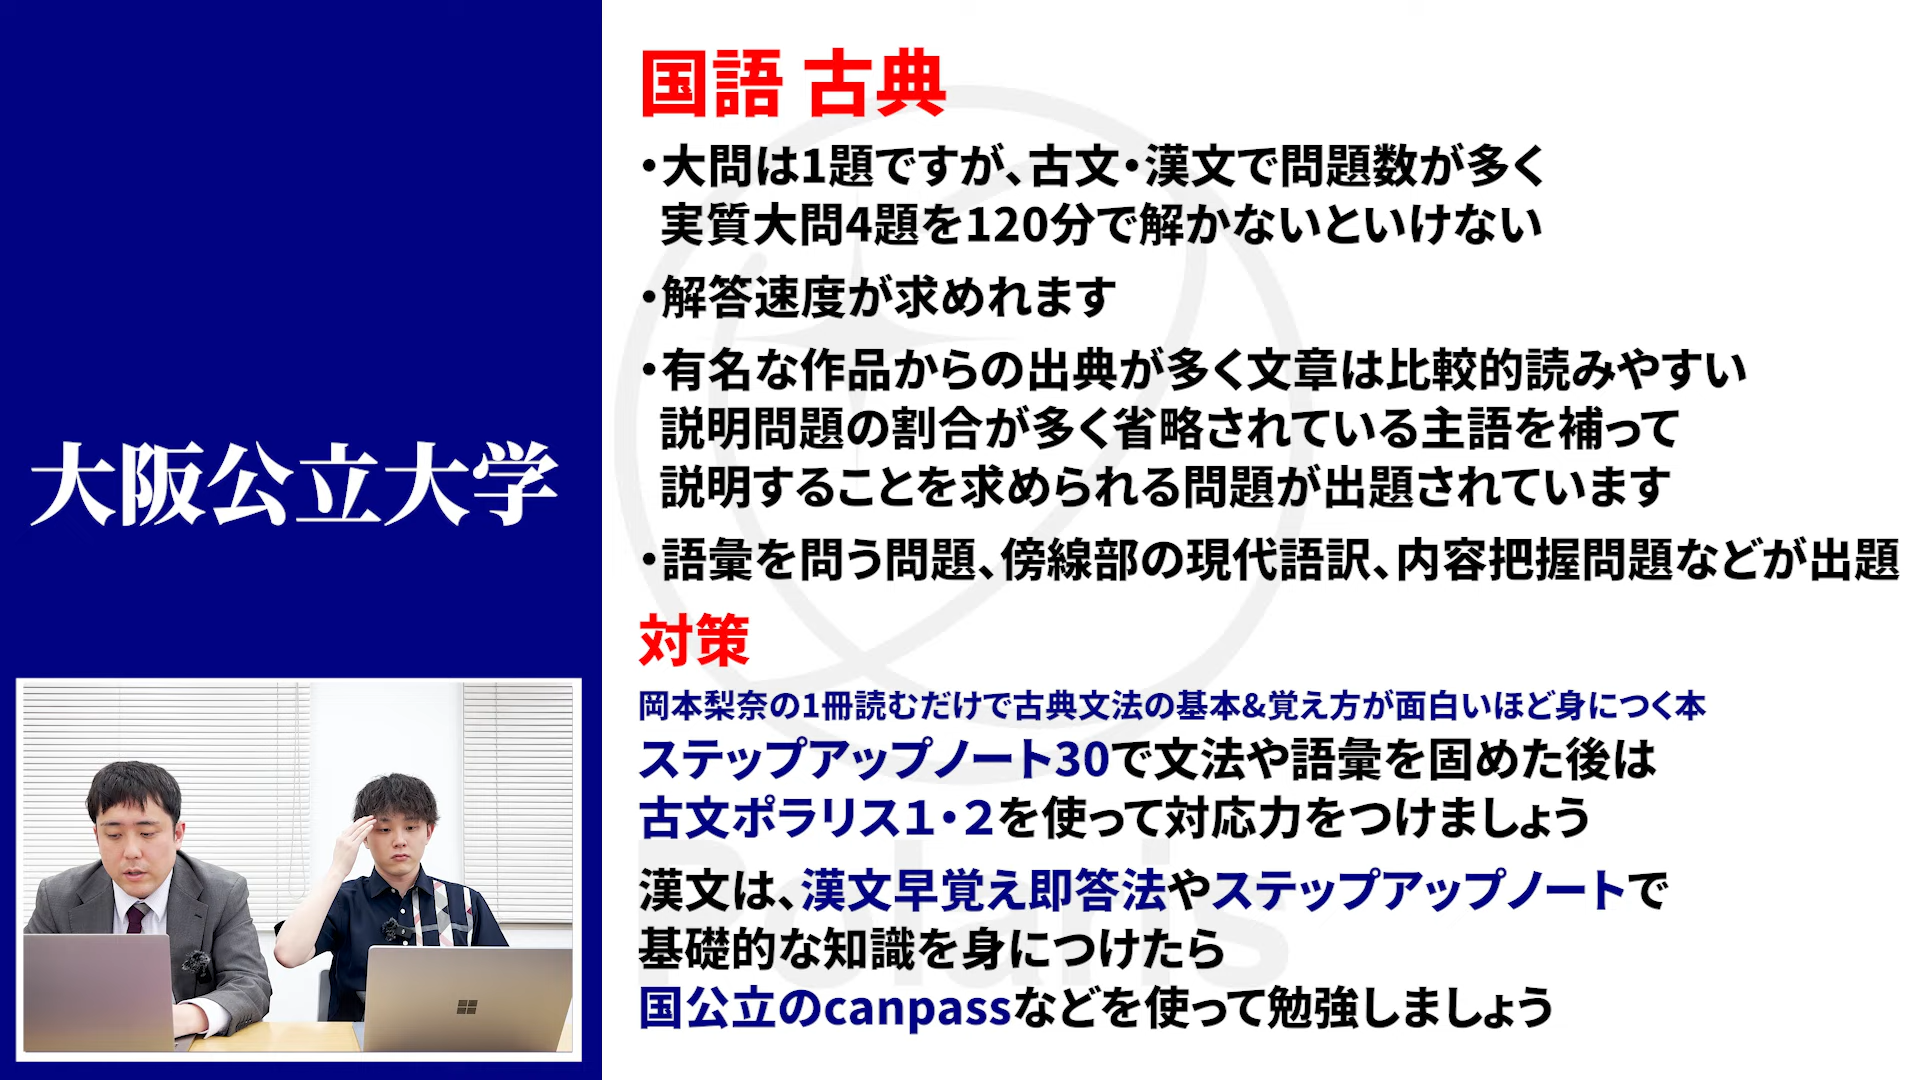 大阪公立大学
国語 古典
・大問は1題ですが、古文・漢文で問題数が多く
実質大問4題を120分で解かないといけない
・解答速度が求めれます
・有名な作品からの出典が多く文章は比較的読みやすい
説明問題の割合が多く省略されている主語を補って
説明することを求められる問題が出題されています
・語彙を問う問題、傍線部の現代語訳、内容把握問題などが出題
対策
岡本梨奈の1冊読むだけで古典文法の基本&覚え方が面白いほど身につく本
ステップアップノート30で文法や語彙を固めた後は
古文ポラリス１・２を使って対応力をつけましょう
漢文は、漢文早覚え即答法やステップアップノートで
基礎的な知識を身につけたら
国公立のcanpassなどを使って勉強しましょう
Polaris